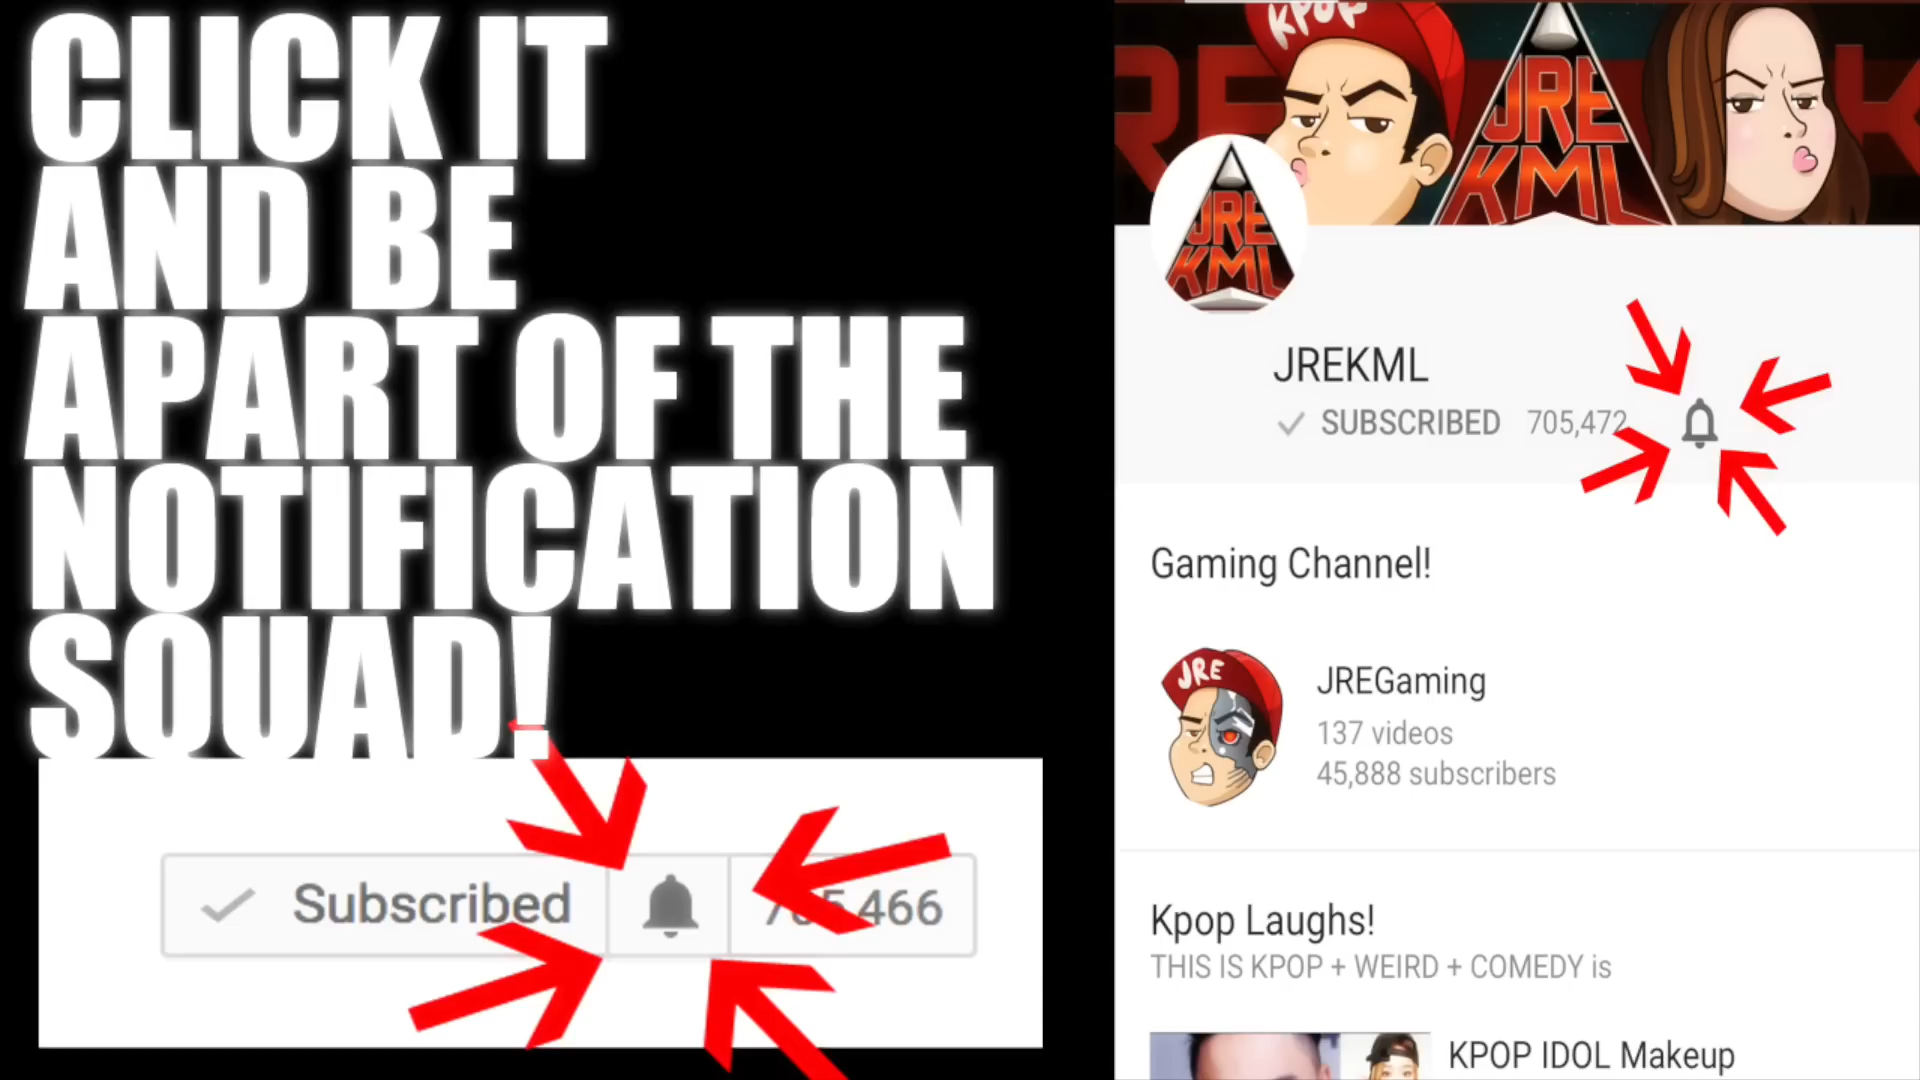 CLICK IT
AND BE
APART OF THE
NOTIFICATION
SQUAD!
Subscribed 466
KPOP
JRE
KML
JRE
KML
JREKML
SUBSCRIBED 705,472
Gaming Channel!
JRE
JREGaming
137 videos
45,888 subscribers
Kpop Laughs!
THIS IS KPOP + WEIRD + COMEDY is
KPOP IDOL Makeup